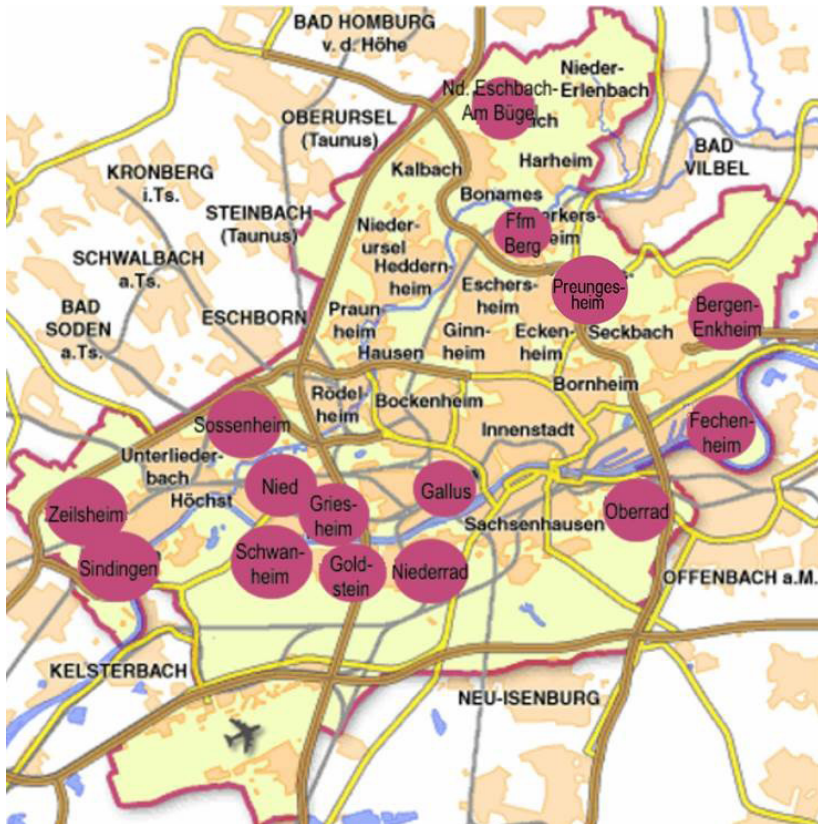 BAD HOMBURG
v. d. Höhe
Nieder-
Erlenbach
Nd. Eschbach-
Am Bügel
OBERURSEL
(Taunus)
BAD
VILBEL
Harheim
Kalbach
KRONBERG
i.Ts.
Bonames
STEINBACH
(Taunus)
Ffm
Berg
Nieder-
ursel
Heddern-
heim
SCHWALBACH
a.Ts.
Preunges-
heim
Eschers-
heim
BAD
SODEN
a.Ts.
ESCHBORN
Praun-
heim
Bergen-
Enkheim
Ginn-
heim
Ecken-
heim
Seckbach
Hausen
Rödel-
heim
Bockenheim
Bornheim
Sossenheim
Innenstadt
Fechen-
heim
Unterlieder-
bach
Höchst
Nied
Gallus
Zeilsheim
Gries-
heim
Oberrad
Sachsenhausen
Sindingen
Schwan-
heim
Gold-
stein
Niederrad
OFFENBACH a.M.
KELSTERBACH
NEU-ISENBURG